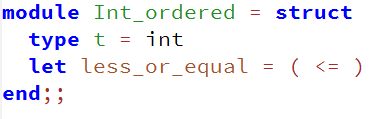 module Int_ordered = struct
  type t = int
  let less_or_equal = ( <= )
end;;